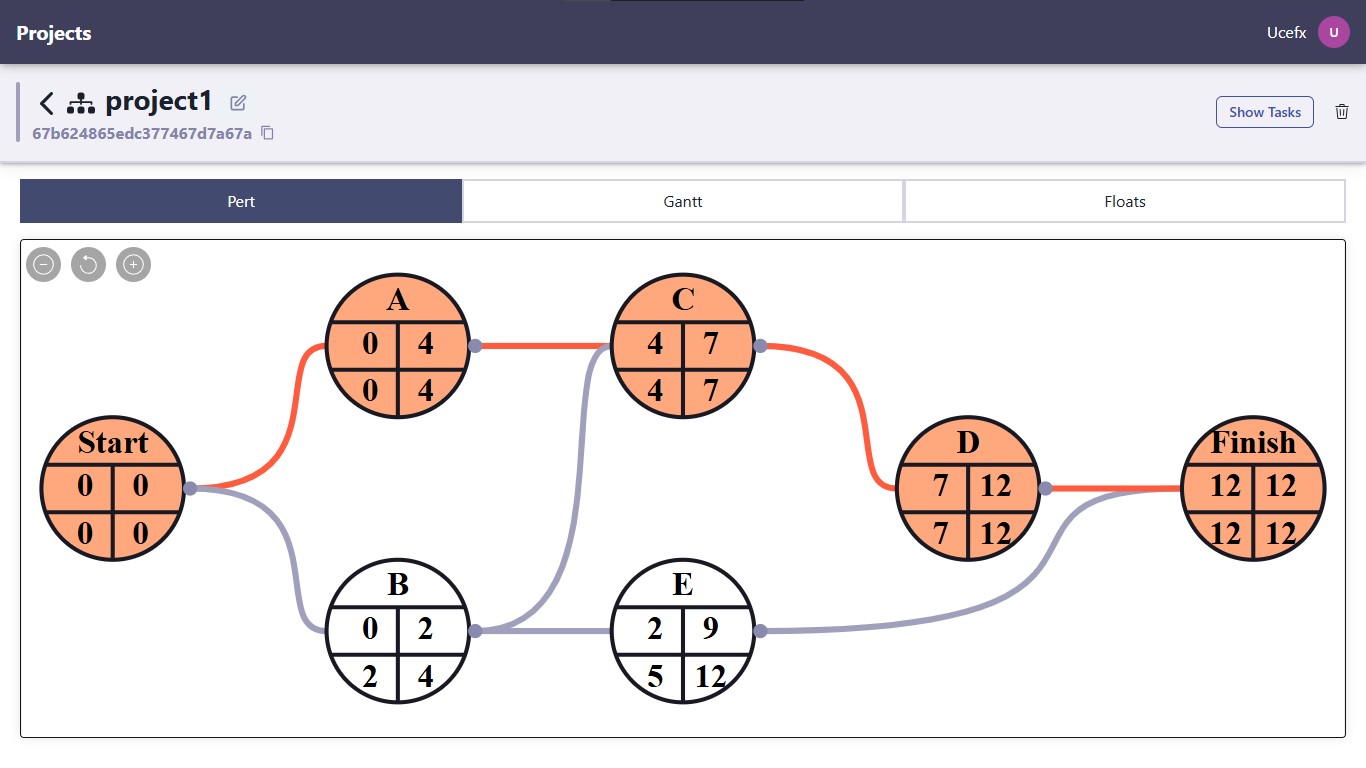 Projects
Ucefx U
project1
67b624865edc377467d7a67a
Show Tasks
Pert Gantt Floats
A
0 4
0 4
C
4 7
4 7
Start
0 0
0 0
D
7 12
7 12
Finish
12 12
12 12
B
0 2
2 4
E
2 9
5 12